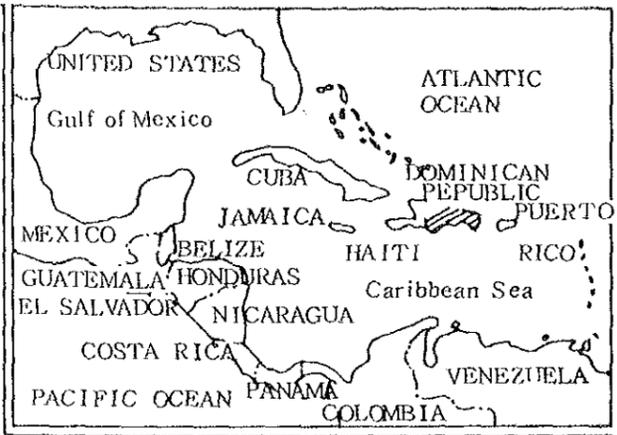 UNITED STATES
ATLANTIC
OCEAN
Gulf of Mexico
CUBA
DOMINICAN
PEPUBLIC
JAMAICA
PUERTO
MEXICO
BELIZE
HAITI
RICO
GUATEMALA
HONDURAS
Caribbean Sea
EL SALVADOR
NICARAGUA
COSTA RICA
VENEZUELA
PANAMA
PACIFIC OCEAN
COLOMBIA